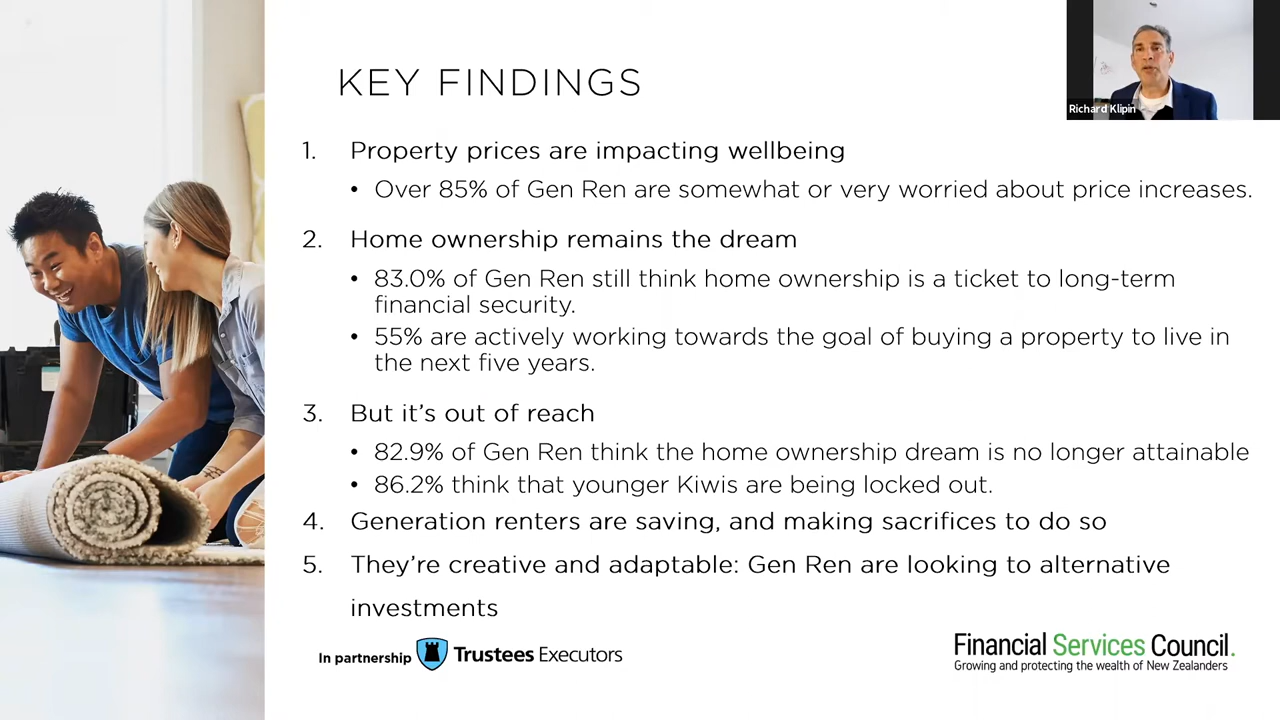 KEY FINDINGS
Richard Klipin
1. Property prices are impacting wellbeing
• Over 85% of Gen Ren are somewhat or very worried about price increases.
2. Home ownership remains the dream
• 83.0% of Gen Ren still think home ownership is a ticket to long-term
financial security.
• 55% are actively working towards the goal of buying a property to live in
the next five years.
3. But it's out of reach
• 82.9% of Gen Ren think the home ownership dream is no longer attainable
• 86.2% think that younger Kiwis are being locked out.
4. Generation renters are saving, and making sacrifices to do so
5. They're creative and adaptable: Gen Ren are looking to alternative
investments
In partnership Trustees Executors
Financial Services Council.
Growing and protecting the wealth of New Zealanders